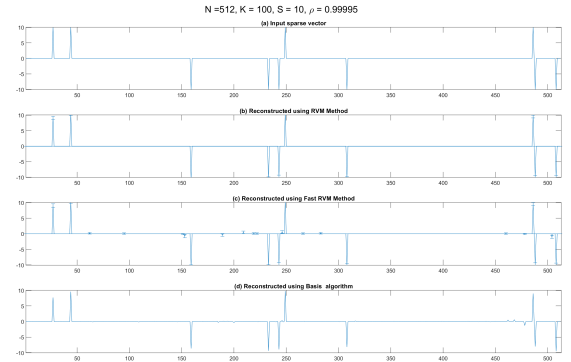 N =512, K = 100, S = 10, ρ = 0.99995
(a) Input sparse vector
10
5
0
-5
-10
50 100 150 200 250 300 350 400 450 500
(b) Reconstructed using RVM Method
10
5
0
-5
-10
50 100 150 200 250 300 350 400 450 500
(c) Reconstructed using Fast RVM Method
10
5
0
-5
-10
50 100 150 200 250 300 350 400 450 500
(d) Reconstructed using Basis algorithm
10
5
0
-5
-10
50 100 150 200 250 300 350 400 450 500